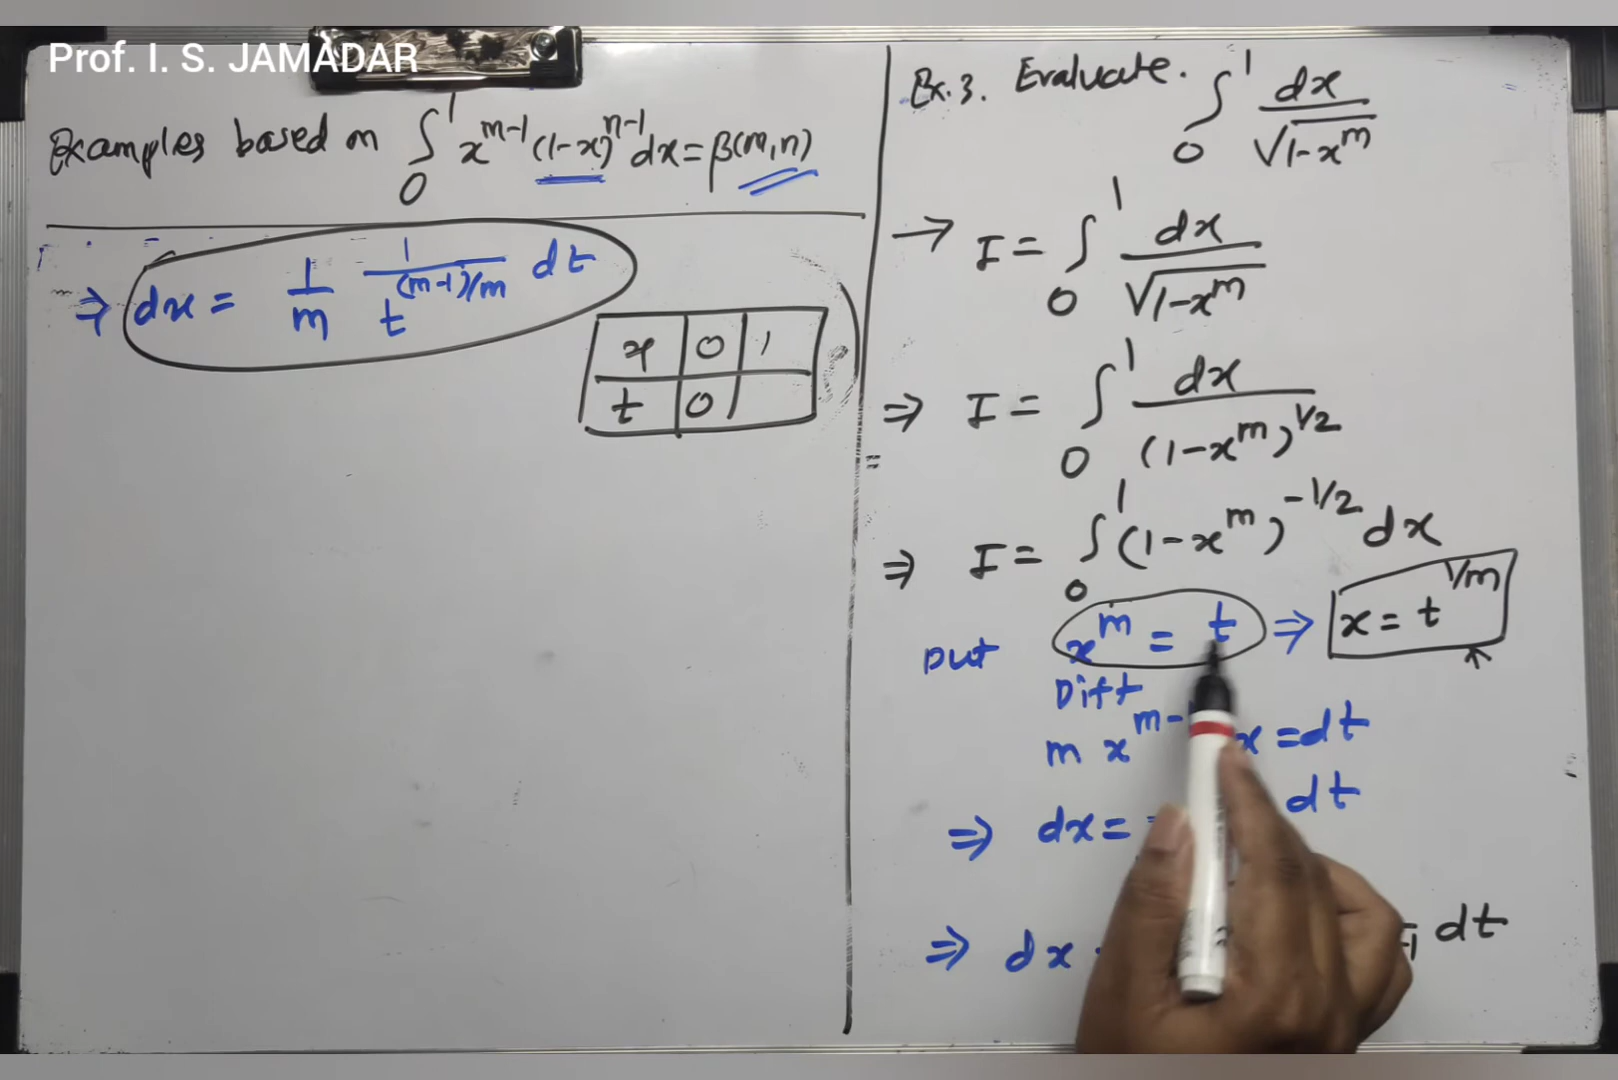 Prof. I. S. JAMADAR
Examples based on ∫₀¹ x^(m-1) (1-x)^(n-1) dx = β(m,n)
⇒ dx = 1/m 1/t^((m-1)/m) dt
x 0 1
t 0
Ex.3. Evaluate. ∫₀¹ dx/√(1-x^m)
→ I = ∫₀¹ dx/√(1-x^m)
⇒ I = ∫₀¹ dx/(1-x^m)^(1/2)
⇒ I = ∫₀¹ (1-x^m)^(-1/2) dx
put x^m = t ⇒ x = t^(1/m)
Diff
m x^(m- x = dt
⇒ dx = dt
⇒ dx dt